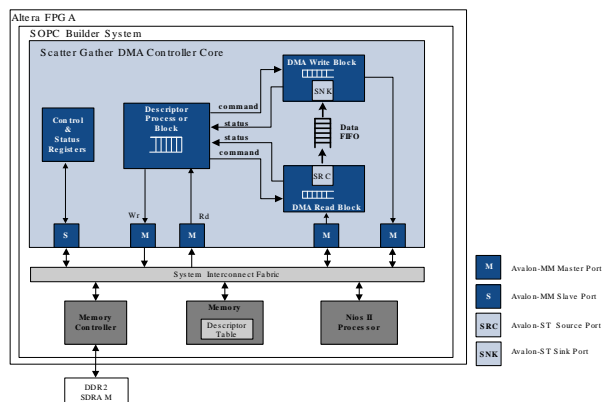 Altera FPGA
SOPC Builder System
Scatter Gather DMA Controller Core
DMA Write Block
SNK
command
Descriptor
Processor
Block
Control
&
Status
Registers
status
Data
FIFO
status
command
SRC
DMA Read Block
Wr
Rd
S
M
M
M
M
System Interconnect Fabric
M
Avalon-MM Master Port
S
Avalon-MM Slave Port
SRC
Avalon-ST Source Port
SNK
Avalon-ST Sink Port
Memory
Controller
Memory
Descriptor
Table
Nios II
Processor
DDR2
SDRAM